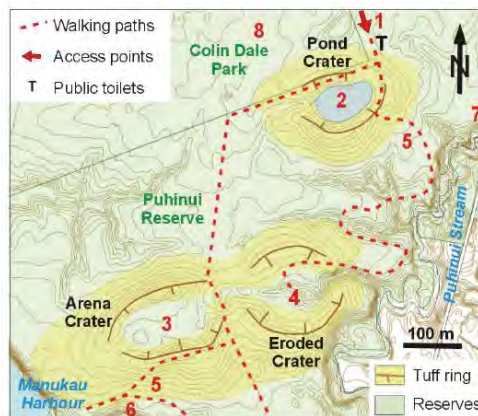 Walking paths
Access points
T Public toilets
8
Colin Dale
Park
Pond
Crater
1
T
N
2
7
5
Puhinui
Reserve
Puhinui Stream
Arena
Crater
3
4
Eroded
Crater
100 m
5
6
Manukau
Harbour
Tuff ring
Reserves